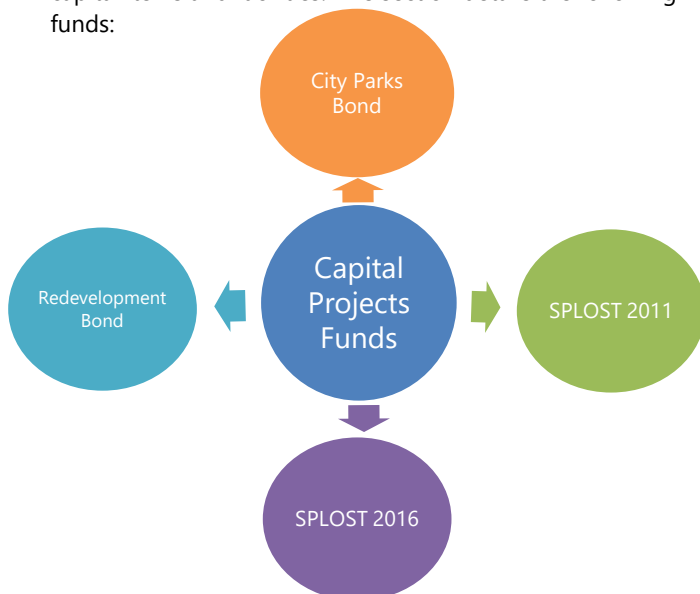 funds:
City Parks
Bond
Capital
Projects
Funds
Redevelopment
Bond
SPLOST 2011
SPLOST 2016